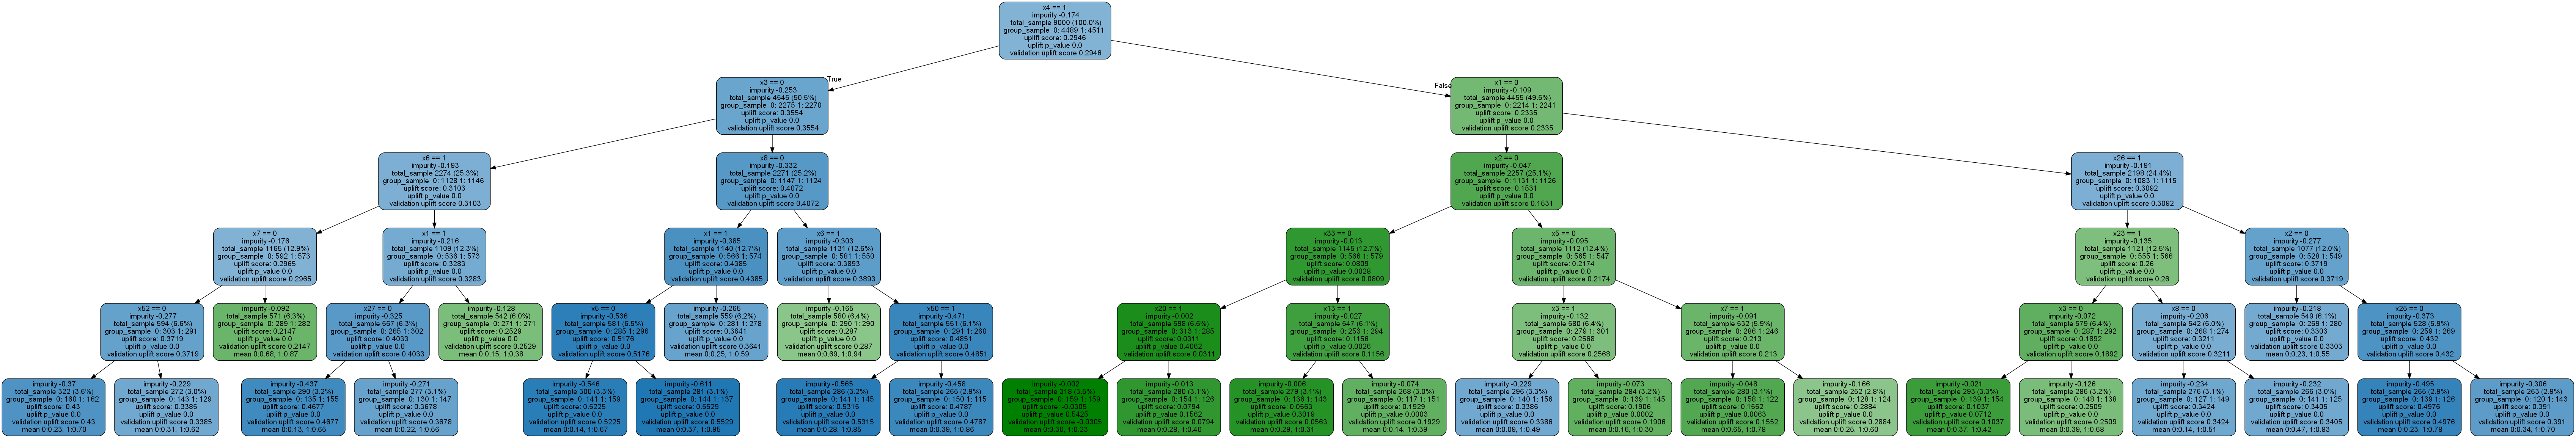 x4 == 1
impurity -0.174
total_sample 9000 (100.0%)
group_sample 0: 4489 1: 4511
uplift score: 0.2946
uplift p_value 0.0
validation uplift score 0.2946
True
False
x3 == 0
impurity -0.253
total_sample 4545 (50.5%)
group_sample 0: 2275 1: 2270
uplift score: 0.3554
uplift p_value 0.0
validation uplift score 0.3554
x1 == 0
impurity -0.109
total_sample 4455 (49.5%)
group_sample 0: 2214 1: 2241
uplift score: 0.2335
uplift p_value 0.0
validation uplift score 0.2335
x6 == 1
impurity -0.193
total_sample 2274 (25.3%)
group_sample 0: 1128 1: 1146
uplift score: 0.3103
uplift p_value 0.0
validation uplift score 0.3103
x8 == 0
impurity -0.332
total_sample 2271 (25.2%)
group_sample 0: 1147 1: 1124
uplift score: 0.4072
uplift p_value 0.0
validation uplift score 0.4072
x2 == 0
impurity -0.047
total_sample 2257 (25.1%)
group_sample 0: 1131 1: 1126
uplift score: 0.1531
uplift p_value 0.0
validation uplift score 0.1531
x26 == 1
impurity -0.191
total_sample 2198 (24.4%)
group_sample 0: 1083 1: 1115
uplift score: 0.3092
uplift p_value 0.0
validation uplift score 0.3092
x7 == 0
impurity -0.176
total_sample 1165 (12.9%)
group_sample 0: 592 1: 573
uplift score: 0.2965
uplift p_value 0.0
validation uplift score 0.2965
x1 == 1
impurity -0.216
total_sample 1109 (12.3%)
group_sample 0: 536 1: 573
uplift score: 0.3283
uplift p_value 0.0
validation uplift score 0.3283
x1 == 1
impurity -0.385
total_sample 1140 (12.7%)
group_sample 0: 566 1: 574
uplift score: 0.4385
uplift p_value 0.0
validation uplift score 0.4385
x6 == 1
impurity -0.303
total_sample 1131 (12.6%)
group_sample 0: 581 1: 550
uplift score: 0.3893
uplift p_value 0.0
validation uplift score 0.3893
x33 == 0
impurity -0.013
total_sample 1145 (12.7%)
group_sample 0: 566 1: 579
uplift score: 0.0809
uplift p_value 0.0028
validation uplift score 0.0809
x5 == 0
impurity -0.095
total_sample 1112 (12.4%)
group_sample 0: 565 1: 547
uplift score: 0.2174
uplift p_value 0.0
validation uplift score 0.2174
x23 == 1
impurity -0.135
total_sample 1121 (12.5%)
group_sample 0: 555 1: 566
uplift score: 0.26
uplift p_value 0.0
validation uplift score 0.26
x2 == 0
impurity -0.277
total_sample 1077 (12.0%)
group_sample 0: 528 1: 549
uplift score: 0.3719
uplift p_value 0.0
validation uplift score 0.3719
x52 == 0
impurity -0.277
total_sample 594 (6.6%)
group_sample 0: 303 1: 291
uplift score: 0.3719
uplift p_value 0.0
validation uplift score 0.3719
impurity -0.092
total_sample 571 (6.3%)
group_sample 0: 289 1: 282
uplift score: 0.2147
uplift p_value 0.0
validation uplift score 0.2147
mean 0:0.68, 1:0.87
x27 == 0
impurity -0.325
total_sample 567 (6.3%)
group_sample 0: 265 1: 302
uplift score: 0.4033
uplift p_value 0.0
validation uplift score 0.4033
impurity -0.128
total_sample 542 (6.0%)
group_sample 0: 271 1: 271
uplift score: 0.2529
uplift p_value 0.0
validation uplift score 0.2529
mean 0:0.15, 1:0.38
x5 == 0
impurity -0.536
total_sample 581 (6.5%)
group_sample 0: 285 1: 296
uplift score: 0.5176
uplift p_value 0.0
validation uplift score 0.5176
impurity -0.265
total_sample 559 (6.2%)
group_sample 0: 281 1: 278
uplift score: 0.3641
uplift p_value 0.0
validation uplift score 0.3641
mean 0:0.25, 1:0.59
impurity -0.165
total_sample 580 (6.4%)
group_sample 0: 290 1: 290
uplift score: 0.287
uplift p_value 0.0
validation uplift score 0.287
mean 0:0.69, 1:0.94
x50 == 1
impurity -0.471
total_sample 551 (6.1%)
group_sample 0: 291 1: 260
uplift score: 0.4851
uplift p_value 0.0
validation uplift score 0.4851
x20 == 1
impurity -0.002
total_sample 598 (6.6%)
group_sample 0: 313 1: 285
uplift score: 0.0311
uplift p_value 0.4062
validation uplift score 0.0311
x13 == 1
impurity -0.027
total_sample 547 (6.1%)
group_sample 0: 253 1: 294
uplift score: 0.1156
uplift p_value 0.0026
validation uplift score 0.1156
x3 == 1
impurity -0.132
total_sample 580 (6.4%)
group_sample 0: 279 1: 301
uplift score: 0.2568
uplift p_value 0.0
validation uplift score 0.2568
x7 == 1
impurity -0.091
total_sample 532 (5.9%)
group_sample 0: 286 1: 246
uplift score: 0.213
uplift p_value 0.0
validation uplift score 0.213
x3 == 0
impurity -0.072
total_sample 579 (6.4%)
group_sample 0: 287 1: 292
uplift score: 0.1892
uplift p_value 0.0
validation uplift score 0.1892
x8 == 0
impurity -0.206
total_sample 542 (6.0%)
group_sample 0: 268 1: 274
uplift score: 0.3211
uplift p_value 0.0
validation uplift score 0.3211
impurity -0.218
total_sample 549 (6.1%)
group_sample 0: 269 1: 280
uplift score: 0.3303
uplift p_value 0.0
validation uplift score 0.3303
mean 0:0.23, 1:0.55
x25 == 0
impurity -0.373
total_sample 528 (5.9%)
group_sample 0: 259 1: 269
uplift score: 0.432
uplift p_value 0.0
validation uplift score 0.432
impurity -0.37
total_sample 322 (3.6%)
group_sample 0: 160 1: 162
uplift score: 0.43
uplift p_value 0.0
validation uplift score 0.43
mean 0:0.23, 1:0.70
impurity -0.229
total_sample 272 (3.0%)
group_sample 0: 143 1: 129
uplift score: 0.3385
uplift p_value 0.0
validation uplift score 0.3385
mean 0:0.31, 1:0.62
impurity -0.437
total_sample 290 (3.2%)
group_sample 0: 135 1: 155
uplift score: 0.4677
uplift p_value 0.0
validation uplift score 0.4677
mean 0:0.13, 1:0.65
impurity -0.271
total_sample 277 (3.1%)
group_sample 0: 130 1: 147
uplift score: 0.3678
uplift p_value 0.0
validation uplift score 0.3678
mean 0:0.22, 1:0.56
impurity -0.546
total_sample 300 (3.3%)
group_sample 0: 141 1: 159
uplift score: 0.5225
uplift p_value 0.0
validation uplift score 0.5225
mean 0:0.14, 1:0.67
impurity -0.611
total_sample 281 (3.1%)
group_sample 0: 144 1: 137
uplift score: 0.5529
uplift p_value 0.0
validation uplift score 0.5529
mean 0:0.37, 1:0.95
impurity -0.565
total_sample 286 (3.2%)
group_sample 0: 141 1: 145
uplift score: 0.5315
uplift p_value 0.0
validation uplift score 0.5315
mean 0:0.28, 1:0.85
impurity -0.458
total_sample 265 (2.9%)
group_sample 0: 150 1: 115
uplift score: 0.4787
uplift p_value 0.0
validation uplift score 0.4787
mean 0:0.39, 1:0.86
impurity -0.002
total_sample 318 (3.5%)
group_sample 0: 159 1: 159
uplift score: -0.0305
uplift p_value 0.5425
validation uplift score -0.0305
mean 0:0.30, 1:0.23
impurity -0.013
total_sample 280 (3.1%)
group_sample 0: 154 1: 126
uplift score: 0.0794
uplift p_value 0.1562
validation uplift score 0.0794
mean 0:0.28, 1:0.40
impurity -0.006
total_sample 279 (3.1%)
group_sample 0: 136 1: 143
uplift score: 0.0563
uplift p_value 0.3019
validation uplift score 0.0563
mean 0:0.29, 1:0.31
impurity -0.074
total_sample 268 (3.0%)
group_sample 0: 117 1: 151
uplift score: 0.1929
uplift p_value 0.0003
validation uplift score 0.1929
mean 0:0.14, 1:0.39
impurity -0.229
total_sample 296 (3.3%)
group_sample 0: 140 1: 156
uplift score: 0.3386
uplift p_value 0.0
validation uplift score 0.3386
mean 0:0.09, 1:0.49
impurity -0.073
total_sample 284 (3.2%)
group_sample 0: 139 1: 145
uplift score: 0.1906
uplift p_value 0.0002
validation uplift score 0.1906
mean 0:0.16, 1:0.30
impurity -0.048
total_sample 280 (3.1%)
group_sample 0: 158 1: 122
uplift score: 0.1552
uplift p_value 0.0063
validation uplift score 0.1552
mean 0:0.65, 1:0.78
impurity -0.166
total_sample 252 (2.8%)
group_sample 0: 128 1: 124
uplift score: 0.2884
uplift p_value 0.0
validation uplift score 0.2884
mean 0:0.25, 1:0.60
impurity -0.021
total_sample 293 (3.3%)
group_sample 0: 139 1: 154
uplift score: 0.1037
uplift p_value 0.0712
validation uplift score 0.1037
mean 0:0.37, 1:0.42
impurity -0.126
total_sample 286 (3.2%)
group_sample 0: 148 1: 138
uplift score: 0.2509
uplift p_value 0.0
validation uplift score 0.2509
mean 0:0.39, 1:0.68
impurity -0.234
total_sample 276 (3.1%)
group_sample 0: 127 1: 149
uplift score: 0.3424
uplift p_value 0.0
validation uplift score 0.3424
mean 0:0.14, 1:0.51
impurity -0.232
total_sample 266 (3.0%)
group_sample 0: 141 1: 125
uplift score: 0.3405
uplift p_value 0.0
validation uplift score 0.3405
mean 0:0.47, 1:0.83
impurity -0.495
total_sample 265 (2.9%)
group_sample 0: 139 1: 126
uplift score: 0.4976
uplift p_value 0.0
validation uplift score 0.4976
mean 0:0.23, 1:0.78
impurity -0.306
total_sample 263 (2.9%)
group_sample 0: 120 1: 143
uplift score: 0.391
uplift p_value 0.0
validation uplift score 0.391
mean 0:0.34, 1:0.70